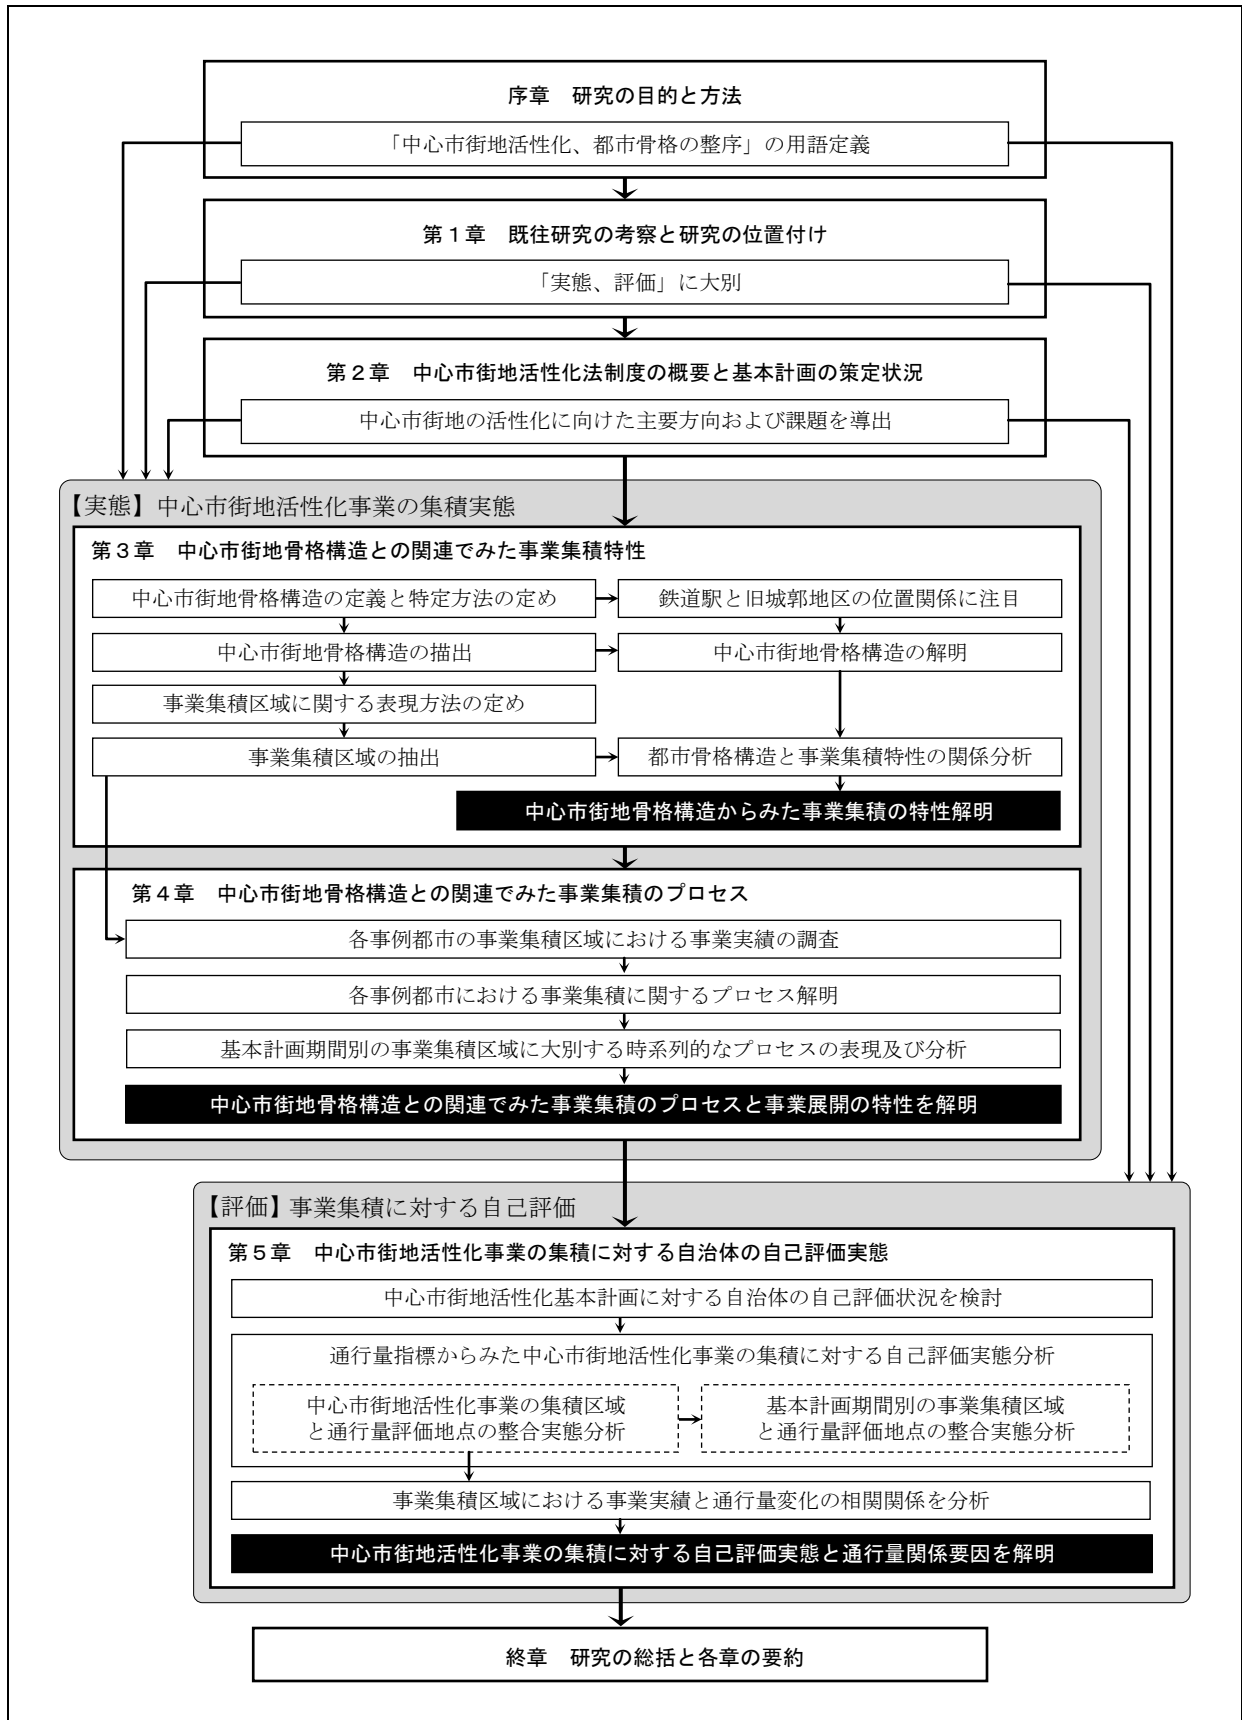 序章　研究の目的と方法
「中心市街地活性化、都市骨格の整序」の用語定義
第１章　既往研究の考察と研究の位置付け
「実態、評価」に大別
第２章　中心市街地活性化法制度の概要と基本計画の策定状況
中心市街地の活性化に向けた主要方向および課題を導出
【実態】中心市街地活性化事業の集積実態
第３章　中心市街地骨格構造との関連でみた事業集積特性
中心市街地骨格構造の定義と特定方法の定め
鉄道駅と旧城郭地区の位置関係に注目
中心市街地骨格構造の抽出
中心市街地骨格構造の解明
事業集積区域に関する表現方法の定め
事業集積区域の抽出
都市骨格構造と事業集積特性の関係分析
中心市街地骨格構造からみた事業集積の特性解明
第４章　中心市街地骨格構造との関連でみた事業集積のプロセス
各事例都市の事業集積区域における事業実績の調査
各事例都市における事業集積に関するプロセス解明
基本計画期間別の事業集積区域に大別する時系列的なプロセスの表現及び分析
中心市街地骨格構造との関連でみた事業集積のプロセスと事業展開の特性を解明
【評価】事業集積に対する自己評価
第５章　中心市街地活性化事業の集積に対する自治体の自己評価実態
中心市街地活性化基本計画に対する自治体の自己評価状況を検討
通行量指標からみた中心市街地活性化事業の集積に対する自己評価実態分析
中心市街地活性化事業の集積区域
と通行量評価地点の整合実態分析
基本計画期間別の事業集積区域
と通行量評価地点の整合実態分析
事業集積区域における事業実績と通行量変化の相関関係を分析
中心市街地活性化事業の集積に対する自己評価実態と通行量関係要因を解明
終章　研究の総括と各章の要約